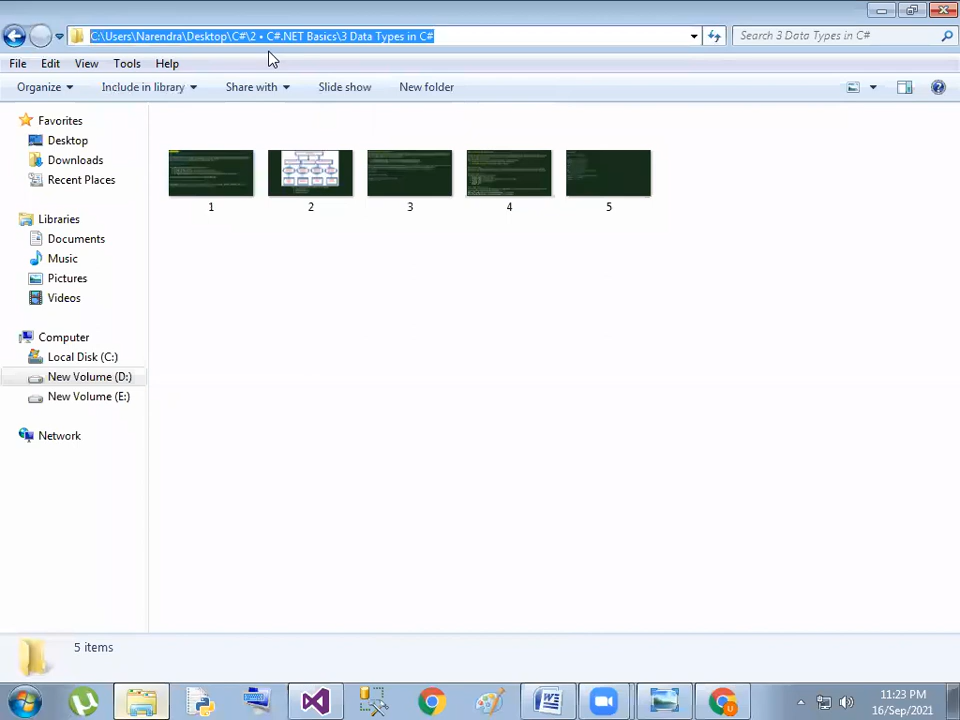 C:\Users\Narendra\Desktop\C#\2 • C#.NET Basics\3 Data Types in C#
Search 3 Data Types in C#
File Edit View Tools Help
Organize Include in library Share with Slide show New folder
Favorites
Desktop
Downloads
Recent Places
Libraries
Documents
Music
Pictures
Videos
Computer
Local Disk (C:)
New Volume (D:)
New Volume (E:)
Network
1 2 3 4 5
5 items
11:23 PM
16/Sep/2021